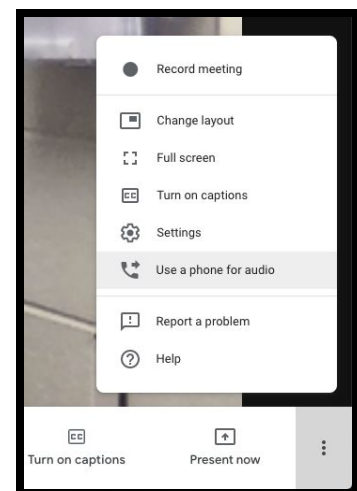 Record meeting
Change layout
Full screen
Turn on captions
Settings
Use a phone for audio
Report a problem
Help
Turn on captions
Present now